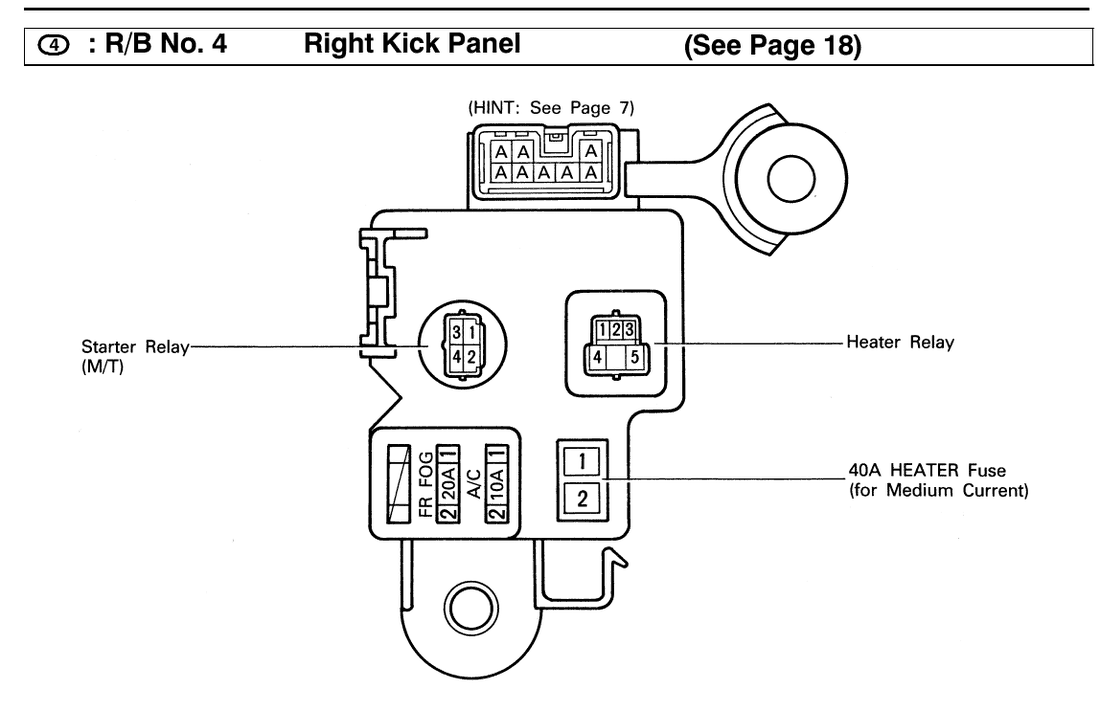 4 : R/B No. 4 Right Kick Panel (See Page 18)
(HINT: See Page 7)
A A A
A A A A A
Starter Relay
(M/T)
3 1
4 2
1 2 3
4 5
Heater Relay
FR FOG
2 20A 1
A/C
2 10A 1
1
2
40A HEATER Fuse
(for Medium Current)